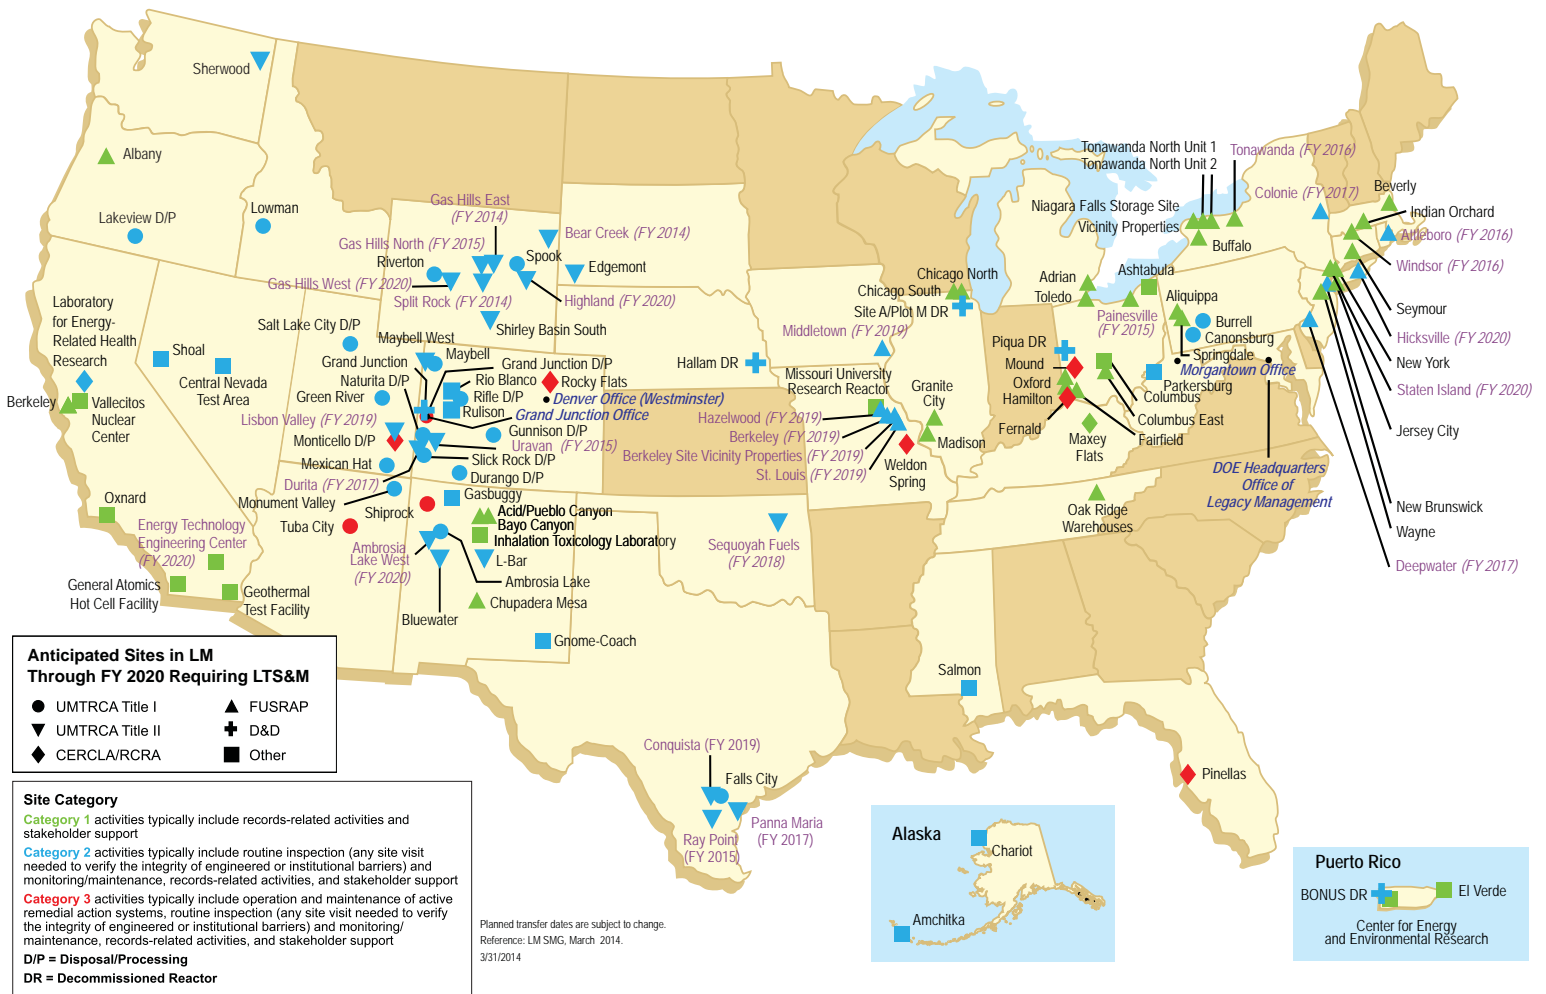 Sherwood
Albany
Lakeview D/P
Lowman
Gas Hills East
(FY 2014)
Gas Hills North (FY 2015)
Riverton
Gas Hills West (FY 2020)
Split Rock (FY 2014)
Bear Creek (FY 2014)
Spook
Edgemont
Highland (FY 2020)
Shirley Basin South
Laboratory
for Energy-
Related Health
Research
Shoal
Central Nevada
Test Area
Berkeley
Vallecitos
Nuclear
Center
Salt Lake City D/P
Maybell West
Maybell
Grand Junction
Grand Junction D/P
Naturita D/P
Rio Blanco
Rocky Flats
Green River
Rifle D/P
Denver Office (Westminster)
Rulison
Grand Junction Office
Lisbon Valley (FY 2019)
Gunnison D/P
Monticello D/P
Uravan (FY 2015)
Mexican Hat
Slick Rock D/P
Durita (FY 2017)
Durango D/P
Monument Valley
Gasbuggy
Shiprock
Tuba City
Acid/Pueblo Canyon
Bayo Canyon
Inhalation Toxicology Laboratory
Ambrosia
Lake West
(FY 2020)
L-Bar
Ambrosia Lake
Chupadera Mesa
Bluewater
Gnome-Coach
Oxnard
Energy Technology
Engineering Center
(FY 2020)
General Atomics
Hot Cell Facility
Geothermal
Test Facility
Hallam DR
Sequoyah Fuels
(FY 2018)
Conquista (FY 2019)
Falls City
Panna Maria
(FY 2017)
Ray Point
(FY 2015)
Chicago North
Chicago South
Site A/Plot M DR
Middletown (FY 2019)
Missouri University
Research Reactor
Granite
City
Hazelwood (FY 2019)
Berkeley (FY 2019)
Madison
Berkeley Site Vicinity Properties (FY 2019)
St. Louis (FY 2019)
Weldon
Spring
Salmon
Pinellas
Oak Ridge
Warehouses
Piqua DR
Mound
Oxford
Hamilton
Fernald
Maxey
Flats
Columbus
Columbus East
Fairfield
Adrian
Toledo
Ashtabula
Painesville
(FY 2015)
Aliquippa
Burrell
Canonsburg
Springdale
Morgantown Office
Parkersburg
Tonawanda North Unit 1
Tonawanda North Unit 2
Tonawanda (FY 2016)
Niagara Falls Storage Site
Vicinity Properties
Buffalo
Colonie (FY 2017)
Beverly
Indian Orchard
Attleboro (FY 2016)
Windsor (FY 2016)
Seymour
Hicksville (FY 2020)
New York
Staten Island (FY 2020)
Jersey City
New Brunswick
Wayne
Deepwater (FY 2017)
DOE Headquarters
Office of
Legacy Management
Anticipated Sites in LM
Through FY 2020 Requiring LTS&M
UMTRCA Title I
FUSRAP
UMTRCA Title II
D&D
CERCLA/RCRA
Other
Site Category
Category 1 activities typically include records-related activities and
stakeholder support
Category 2 activities typically include routine inspection (any site visit
needed to verify the integrity of engineered or institutional barriers) and
monitoring/maintenance, records-related activities, and stakeholder support
Category 3 activities typically include operation and maintenance of active
remedial action systems, routine inspection (any site visit needed to verify
the integrity of engineered or institutional barriers) and monitoring/
maintenance, records-related activities, and stakeholder support
D/P = Disposal/Processing
DR = Decommissioned Reactor
Planned transfer dates are subject to change.
Reference: LM SMG, March 2014.
3/31/2014
Alaska
Chariot
Amchitka
Puerto Rico
BONUS DR
El Verde
Center for Energy
and Environmental Research